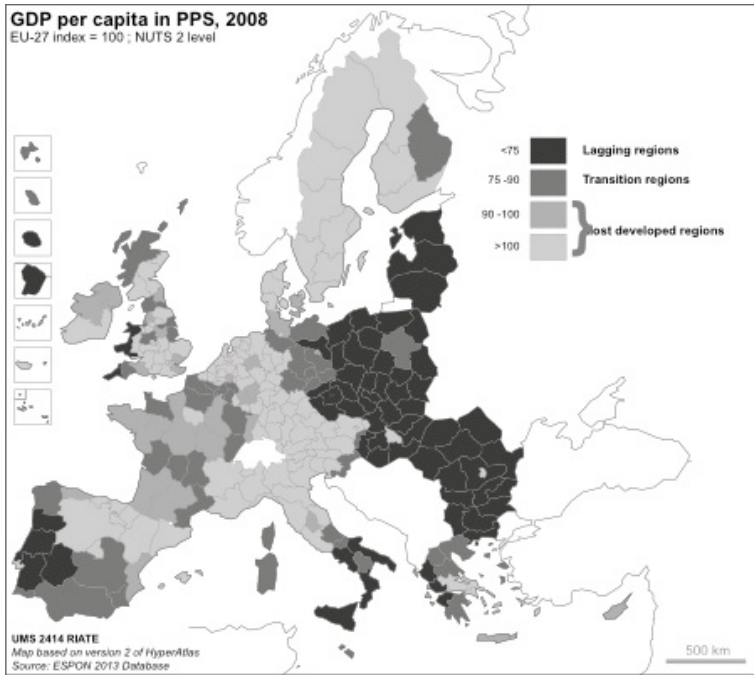 GDP per capita in PPS, 2008
EU-27 index = 100 ; NUTS 2 level
<75 Lagging regions
75 -90 Transition regions
90 -100
lost developed regions
>100
UMS 2414 RIATE
Map based on version 2 of HyperAtlas
Source: ESPON 2013 Database
500 km